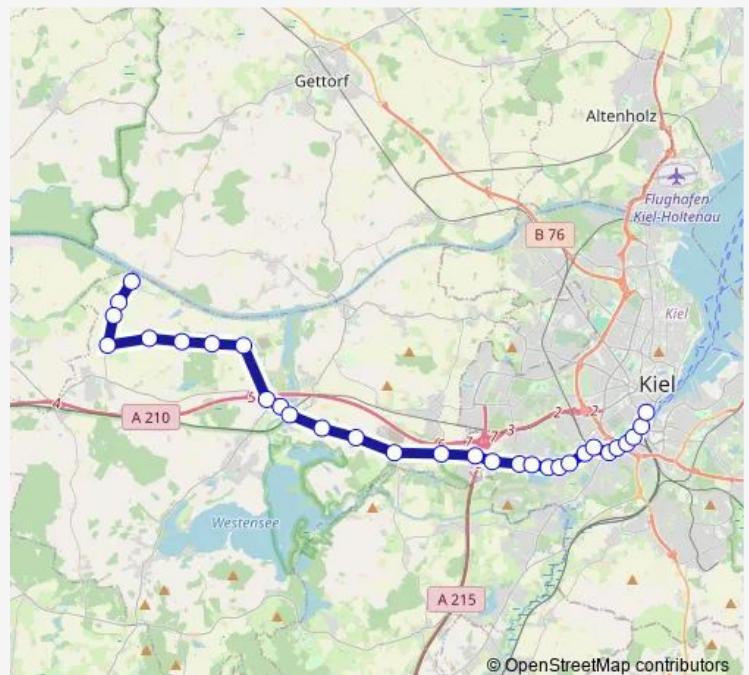 Gettorf
Altenholz
Flughafen
Kiel-Holtenau
B 76
Kiel
Kiel
4
5
A 210
2
2
3
7
7
6
Westensee
A 215
© OpenStreetMap contributors